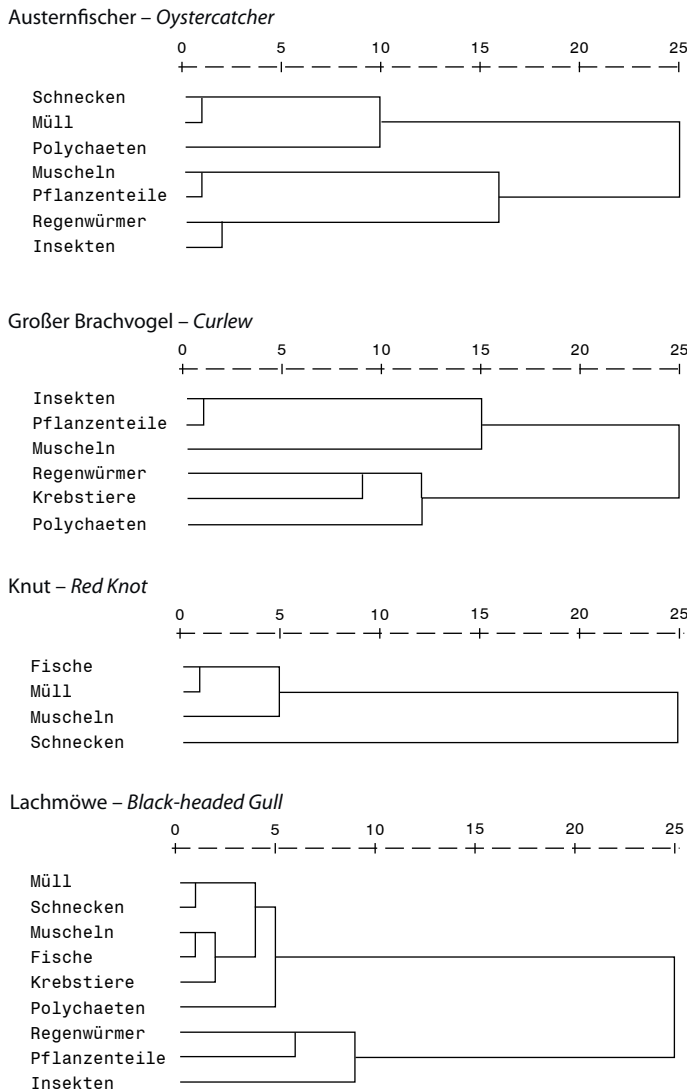 Austernfischer – Oystercatcher
0 5 10 15 20 25
Schnecken
Müll
Polychaeten
Muscheln
Pflanzenteile
Regenwürmer
Insekten
Großer Brachvogel – Curlew
0 5 10 15 20 25
Insekten
Pflanzenteile
Muscheln
Regenwürmer
Krebstiere
Polychaeten
Knut – Red Knot
0 5 10 15 20 25
Fische
Müll
Muscheln
Schnecken
Lachmöwe – Black-headed Gull
0 5 10 15 20 25
Müll
Schnecken
Muscheln
Fische
Krebstiere
Polychaeten
Regenwürmer
Pflanzenteile
Insekten